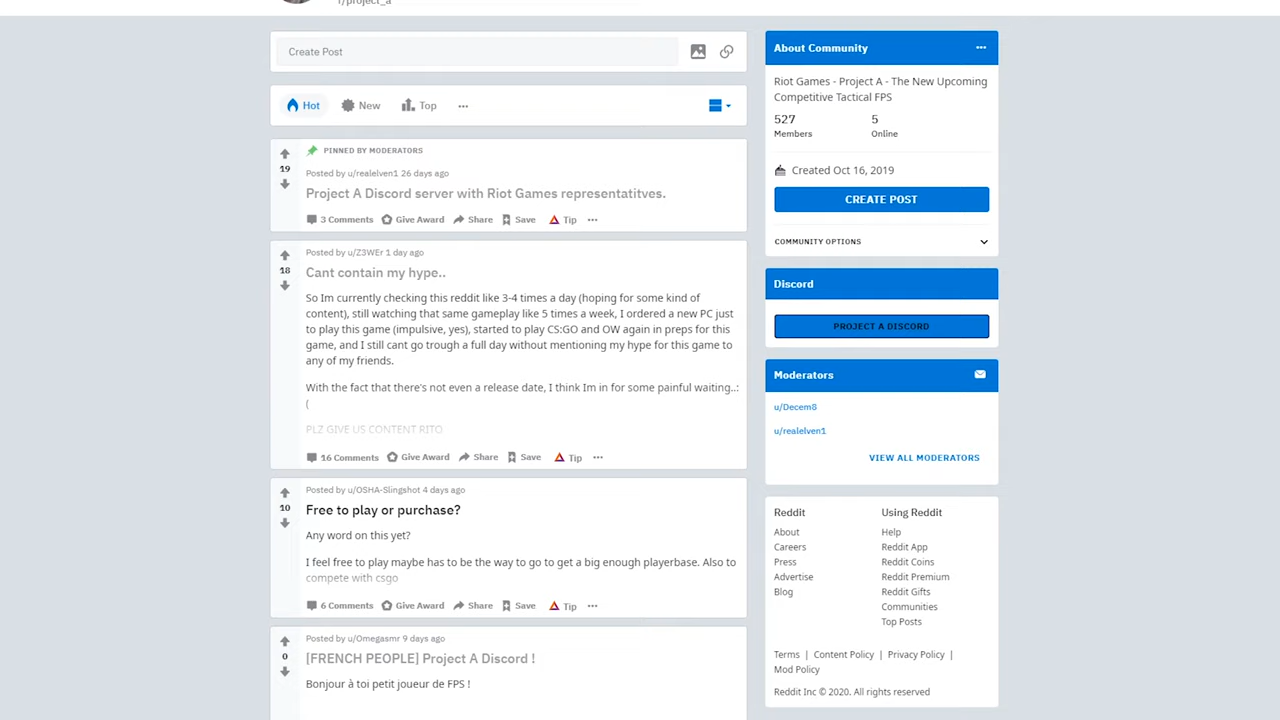 r/project_a
Create Post
Hot
New
Top
PINNED BY MODERATORS
19
Posted by u/realelven1 26 days ago
Project A Discord server with Riot Games representatitves.
3 Comments
Give Award
Share
Save
Tip
Posted by u/Z3WEr 1 day ago
18
Cant contain my hype..
So Im currently checking this reddit like 3-4 times a day (hoping for some kind of
content), still watching that same gameplay like 5 times a week, I ordered a new PC just
to play this game (impulsive, yes), started to play CS:GO and OW again in preps for this
game, and I still cant go trough a full day without mentioning my hype for this game to
any of my friends.
With the fact that there's not even a release date, I think Im in for some painful waiting..:
(
PLZ GIVE US CONTENT RITO
16 Comments
Give Award
Share
Save
Tip
Posted by u/OSHA-Slingshot 4 days ago
10
Free to play or purchase?
Any word on this yet?
I feel free to play maybe has to be the way to go to get a big enough playerbase. Also to
compete with csgo
6 Comments
Give Award
Share
Save
Tip
Posted by u/Omegasmr 9 days ago
0
[FRENCH PEOPLE] Project A Discord !
Bonjour à toi petit joueur de FPS !
About Community
Riot Games - Project A - The New Upcoming
Competitive Tactical FPS
527
5
Members
Online
Created Oct 16, 2019
CREATE POST
COMMUNITY OPTIONS
Discord
PROJECT A DISCORD
Moderators
u/Decem8
u/realelven1
VIEW ALL MODERATORS
Reddit
Using Reddit
About
Help
Careers
Reddit App
Press
Reddit Coins
Advertise
Reddit Premium
Blog
Reddit Gifts
Communities
Top Posts
Terms | Content Policy | Privacy Policy |
Mod Policy
Reddit Inc © 2020. All rights reserved